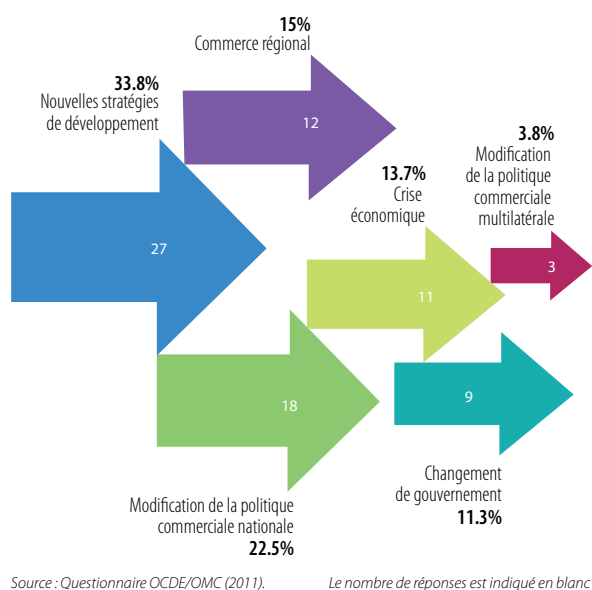 15%
Commerce régional
12
33.8%
Nouvelles stratégies
de développement
27
3.8%
Modification
de la politique
commerciale
multilatérale
3
13.7%
Crise
économique
11
18
9
Modification de la politique
commerciale nationale
22.5%
Changement
de gouvernement
11.3%
Source : Questionnaire OCDE/OMC (2011).
Le nombre de réponses est indiqué en blanc